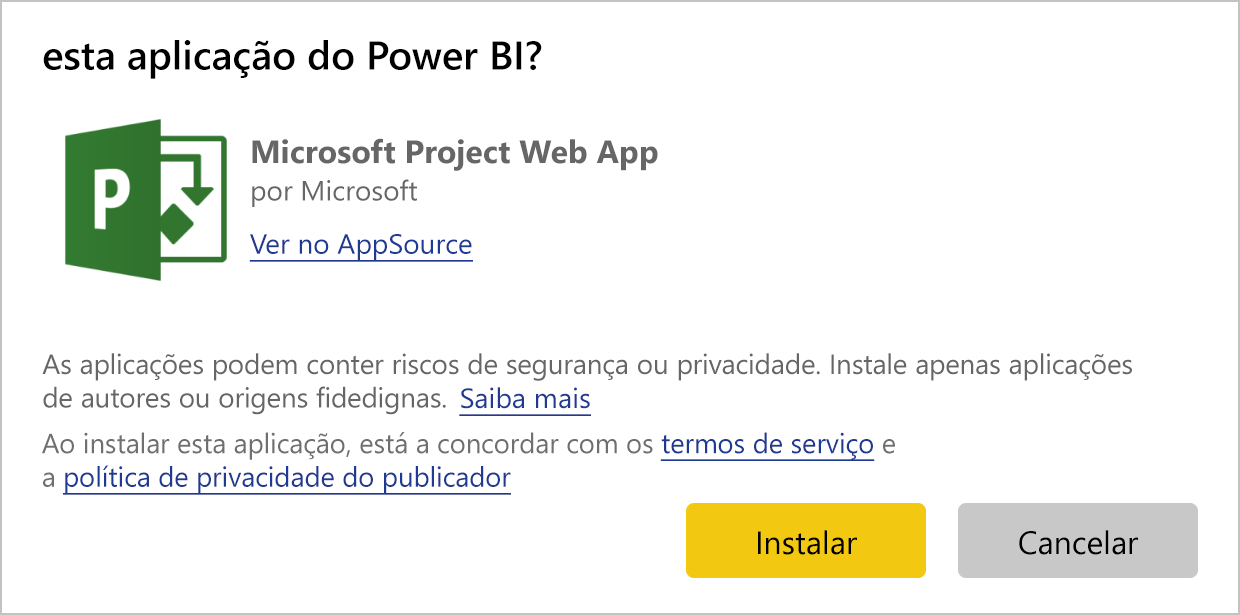 esta aplicação do Power BI?
P
Microsoft Project Web App
por Microsoft
Ver no AppSource
As aplicações podem conter riscos de segurança ou privacidade. Instale apenas aplicações
de autores ou origens fidedignas. Saiba mais
Ao instalar esta aplicação, está a concordar com os termos de serviço e
a política de privacidade do publicador
Instalar Cancelar